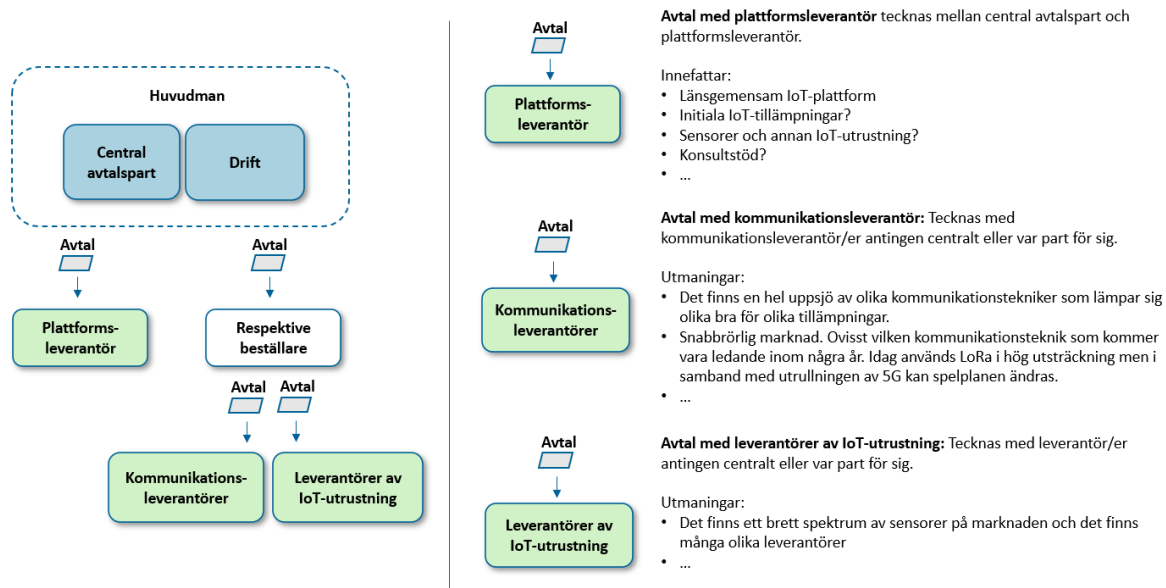 Huvudman
Central
avtalspart
Drift
Avtal
Avtal
Plattforms-
leverantör
Respektive
beställare
Avtal
Avtal
Kommunikations-
leverantörer
Leverantörer av
IoT-utrustning
Avtal
Plattforms-
leverantör
Avtal med plattformsleverantör tecknas mellan central avtalspart och
plattformsleverantör.
Innefattar:
• Länsgemensam IoT-plattform
• Initiala IoT-tillämpningar?
• Sensorer och annan IoT-utrustning?
• Konsultstöd?
• ...
Avtal
Kommunikations-
leverantörer
Avtal med kommunikationsleverantör: Tecknas med
kommunikationsleverantör/er antingen centralt eller var part för sig.
Utmaningar:
• Det finns en hel uppsjö av olika kommunikationstekniker som lämpar sig
olika bra för olika tillämpningar.
• Snabbrörlig marknad. Ovisst vilken kommunikationsteknik som kommer
vara ledande inom några år. Idag används LoRa i hög utsträckning men i
samband med utrullningen av 5G kan spelplanen ändras.
• ...
Avtal
Leverantörer av
IoT-utrustning
Avtal med leverantörer av IoT-utrustning: Tecknas med leverantör/er
antingen centralt eller var part för sig.
Utmaningar:
• Det finns ett brett spektrum av sensorer på marknaden och det finns
många olika leverantörer
• ...